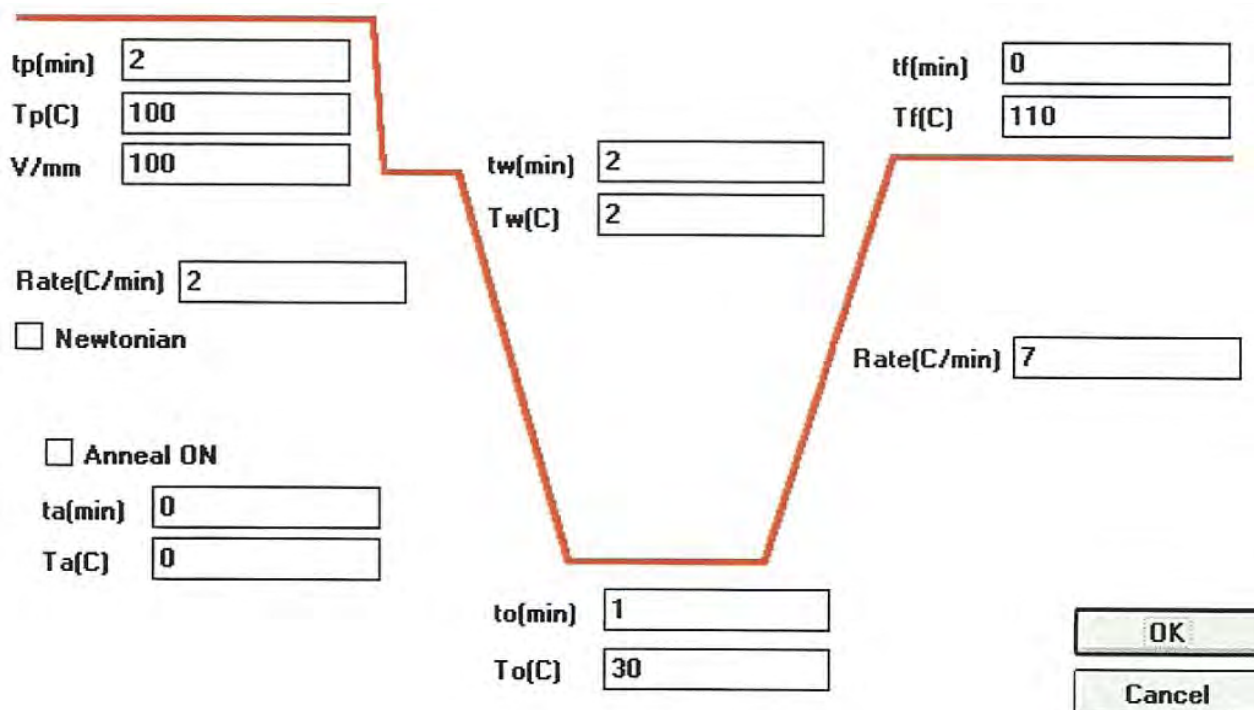 tp(min) 2
Tp(C) 100
V/mm 100
Rate(C/min) 2
Newtonian
Anneal ON
ta(min) 0
Ta(C) 0
tw(min) 2
Tw(C) 2
to(min) 1
To(C) 30
tf(min) 0
Tf(C) 110
Rate(C/min) 7
OK
Cancel